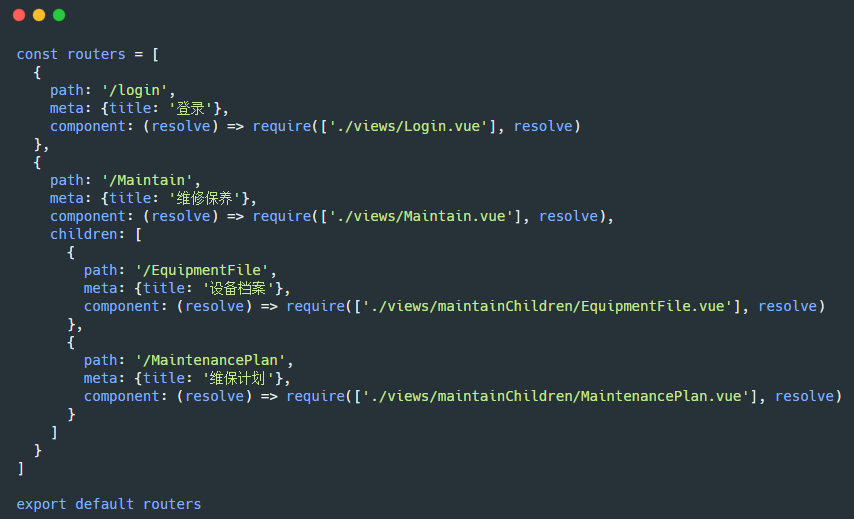 const routers = [
  {
    path: '/login',
    meta: {title: '登录'},
    component: (resolve) => require(['./views/Login.vue'], resolve)
  },
  {
    path: '/Maintain',
    meta: {title: '维修保养'},
    component: (resolve) => require(['./views/Maintain.vue'], resolve),
    children: [
      {
        path: '/EquipmentFile',
        meta: {title: '设备档案'},
        component: (resolve) => require(['./views/maintainChildren/EquipmentFile.vue'], resolve)
      },
      {
        path: '/MaintenancePlan',
        meta: {title: '维保计划'},
        component: (resolve) => require(['./views/maintainChildren/MaintenancePlan.vue'], resolve)
      }
    ]
  }
]

export default routers